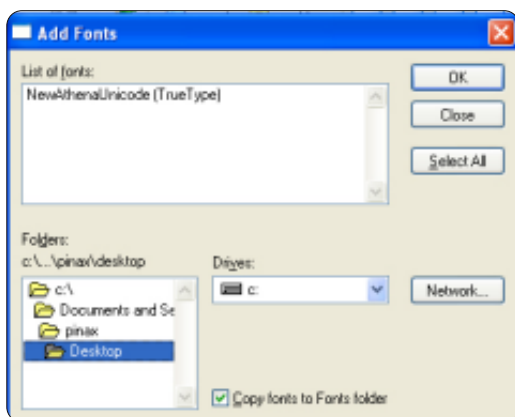 Add Fonts
List of fonts:
NewAthenaUnicode (TrueType)
OK
Close
Select All
Folders:
c:\...\pinax\desktop
c:\
Documents and Se
pinax
Desktop
Drives:
c:
Network...
Copy fonts to Fonts folder